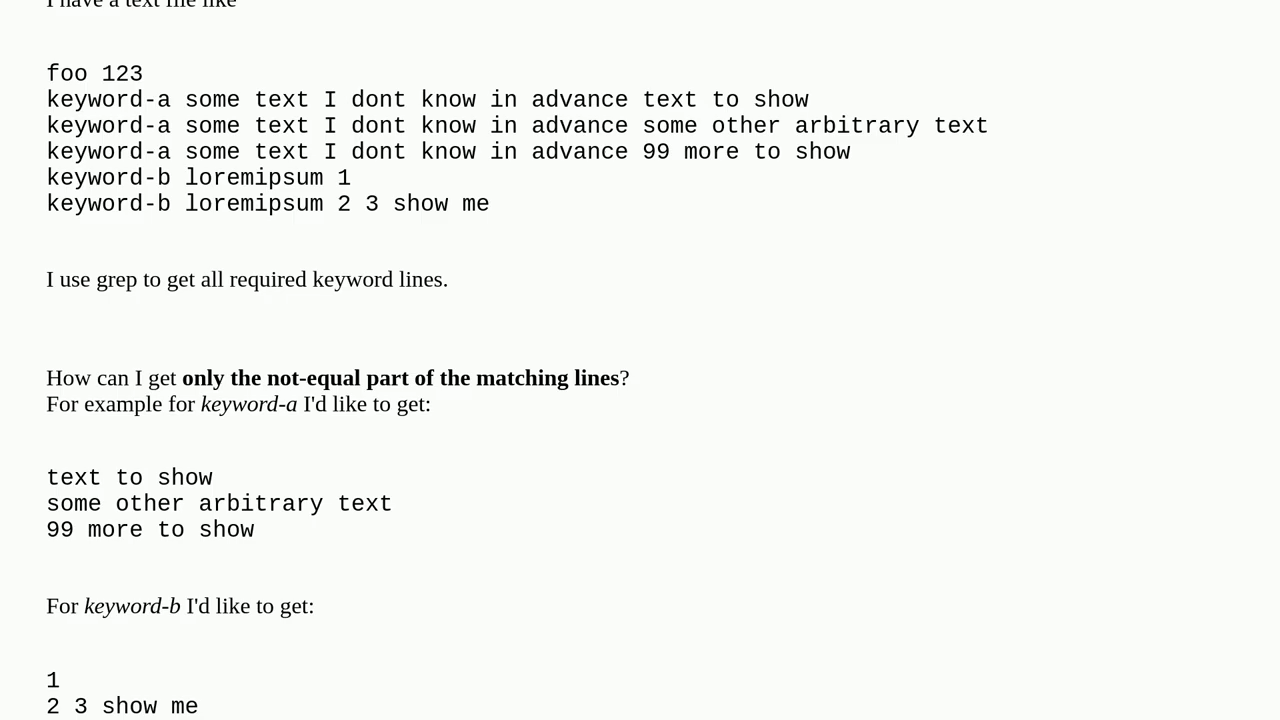 I have a text file like
foo 123
keyword-a some text I dont know in advance text to show
keyword-a some text I dont know in advance some other arbitrary text
keyword-a some text I dont know in advance 99 more to show
keyword-b loremipsum 1
keyword-b loremipsum 2 3 show me
I use grep to get all required keyword lines.
How can I get only the not-equal part of the matching lines?
For example for keyword-a I'd like to get:
text to show
some other arbitrary text
99 more to show
For keyword-b I'd like to get:
1
2 3 show me